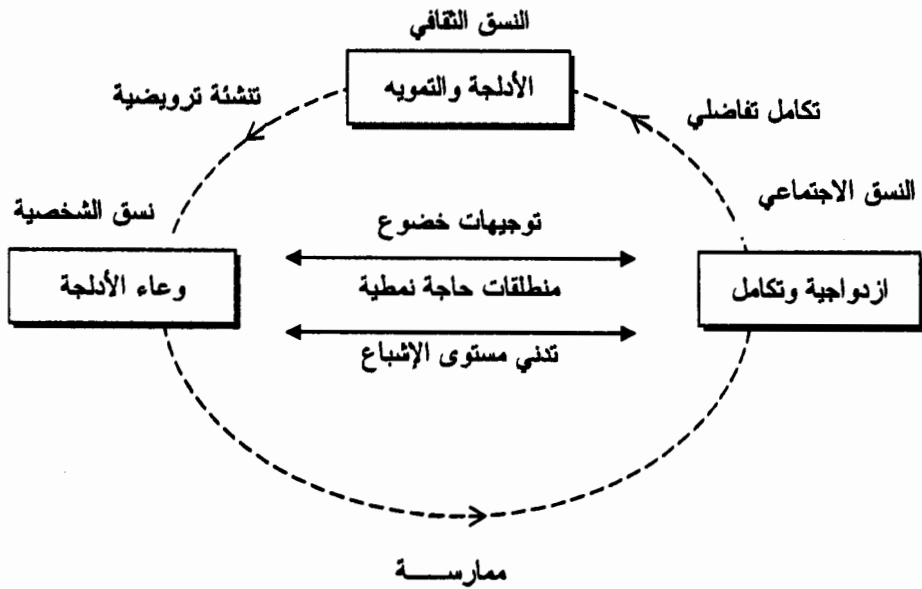 النسق الثقافي
الأدلجة والتمويه
تكامل تفاضلي
تنشئة ترويضية
النسق الاجتماعي
نسق الشخصية
ازدواجية وتكامل
توجيهات خضوع
منطلقات حاجة نمطية
تدني مستوى الإشباع
وعاء الأدلجة
ممارســـــة